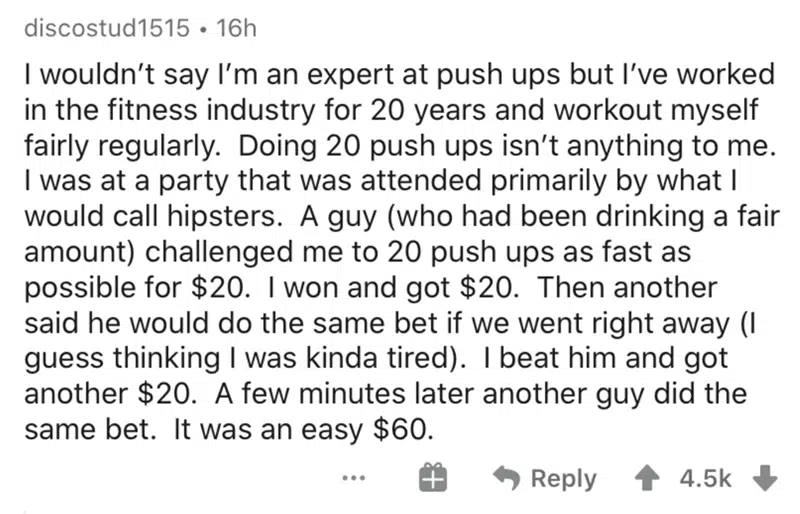 discostud1515 • 16h
I wouldn't say I'm an expert at push ups but I've worked
in the fitness industry for 20 years and workout myself
fairly regularly.  Doing 20 push ups isn't anything to me.
I was at a party that was attended primarily by what I
would call hipsters.  A guy (who had been drinking a fair
amount) challenged me to 20 push ups as fast as
possible for $20.  I won and got $20.  Then another
said he would do the same bet if we went right away (I
guess thinking I was kinda tired).  I beat him and got
another $20.  A few minutes later another guy did the
same bet.  It was an easy $60.
Reply 4.5k